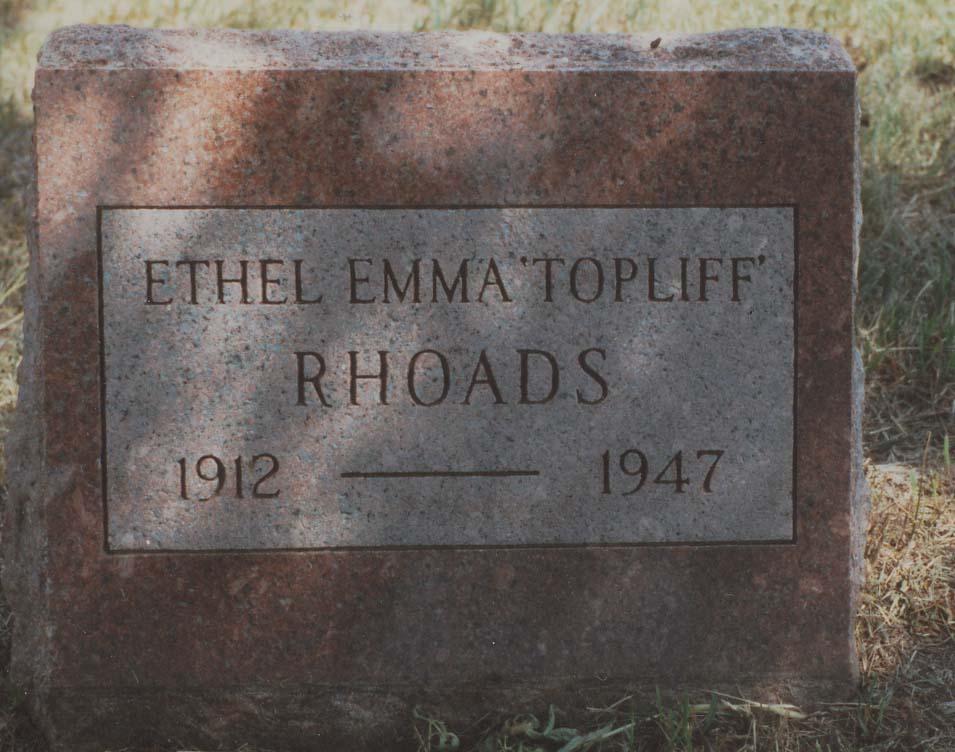 ETHEL EMMA 'TOPLIFF'
RHOADS
1912 — 1947